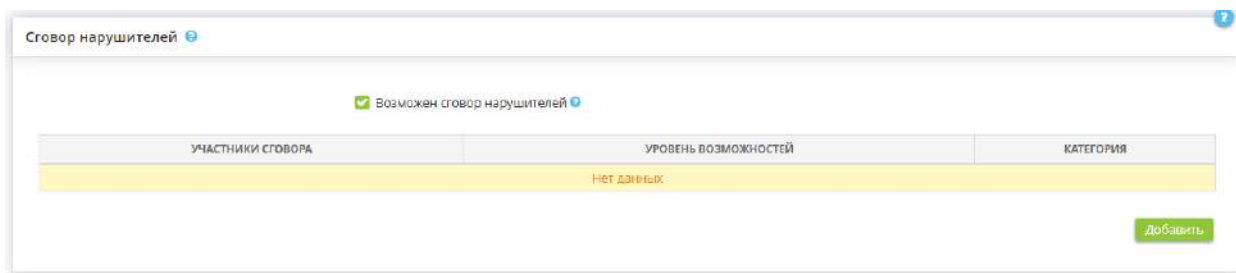 ?
Сговор нарушителей ?
Возможен сговор нарушителей ?
УЧАСТНИКИ СГОВОРА УРОВЕНЬ ВОЗМОЖНОСТЕЙ КАТЕГОРИЯ
Нет данных
Добавить